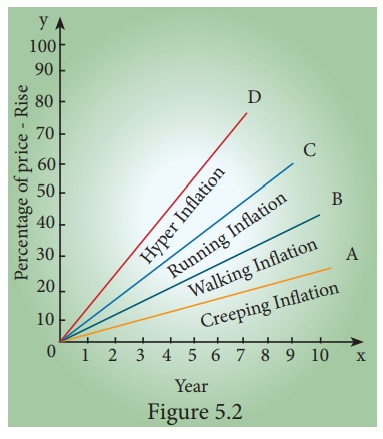 y
100
90
80
70
60
50
40
30
20
10
0
Percentage of price - Rise
D
C
B
A
Hyper Inflation
Running Inflation
Walking Inflation
Creeping Inflation
1 2 3 4 5 6 7 8 9 10 x
Year
Figure 5.2